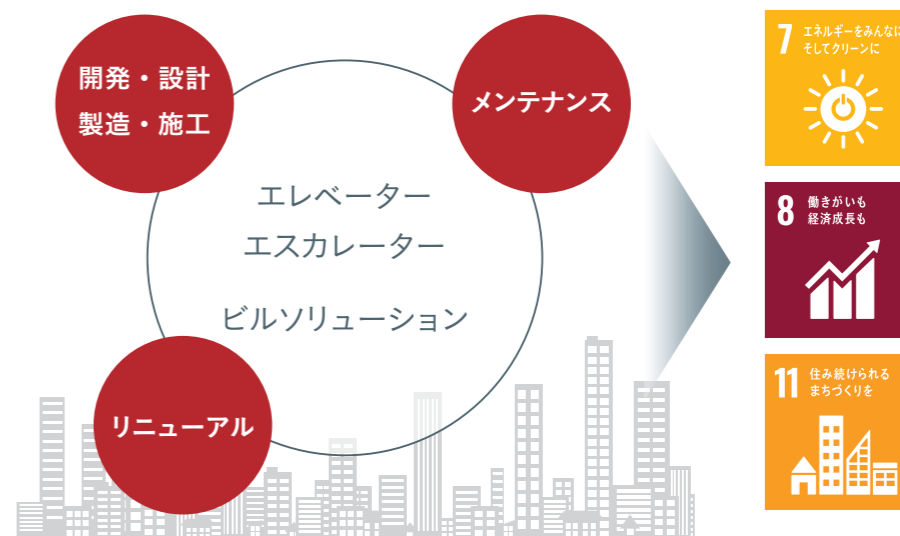 開発・設計
製造・施工
メンテナンス
エレベーター
エスカレーター
ビルソリューション
リニューアル
7 エネルギーをみんなに
そしてクリーンに
8 働きがいも
経済成長も
11 住み続けられる
まちづくりを